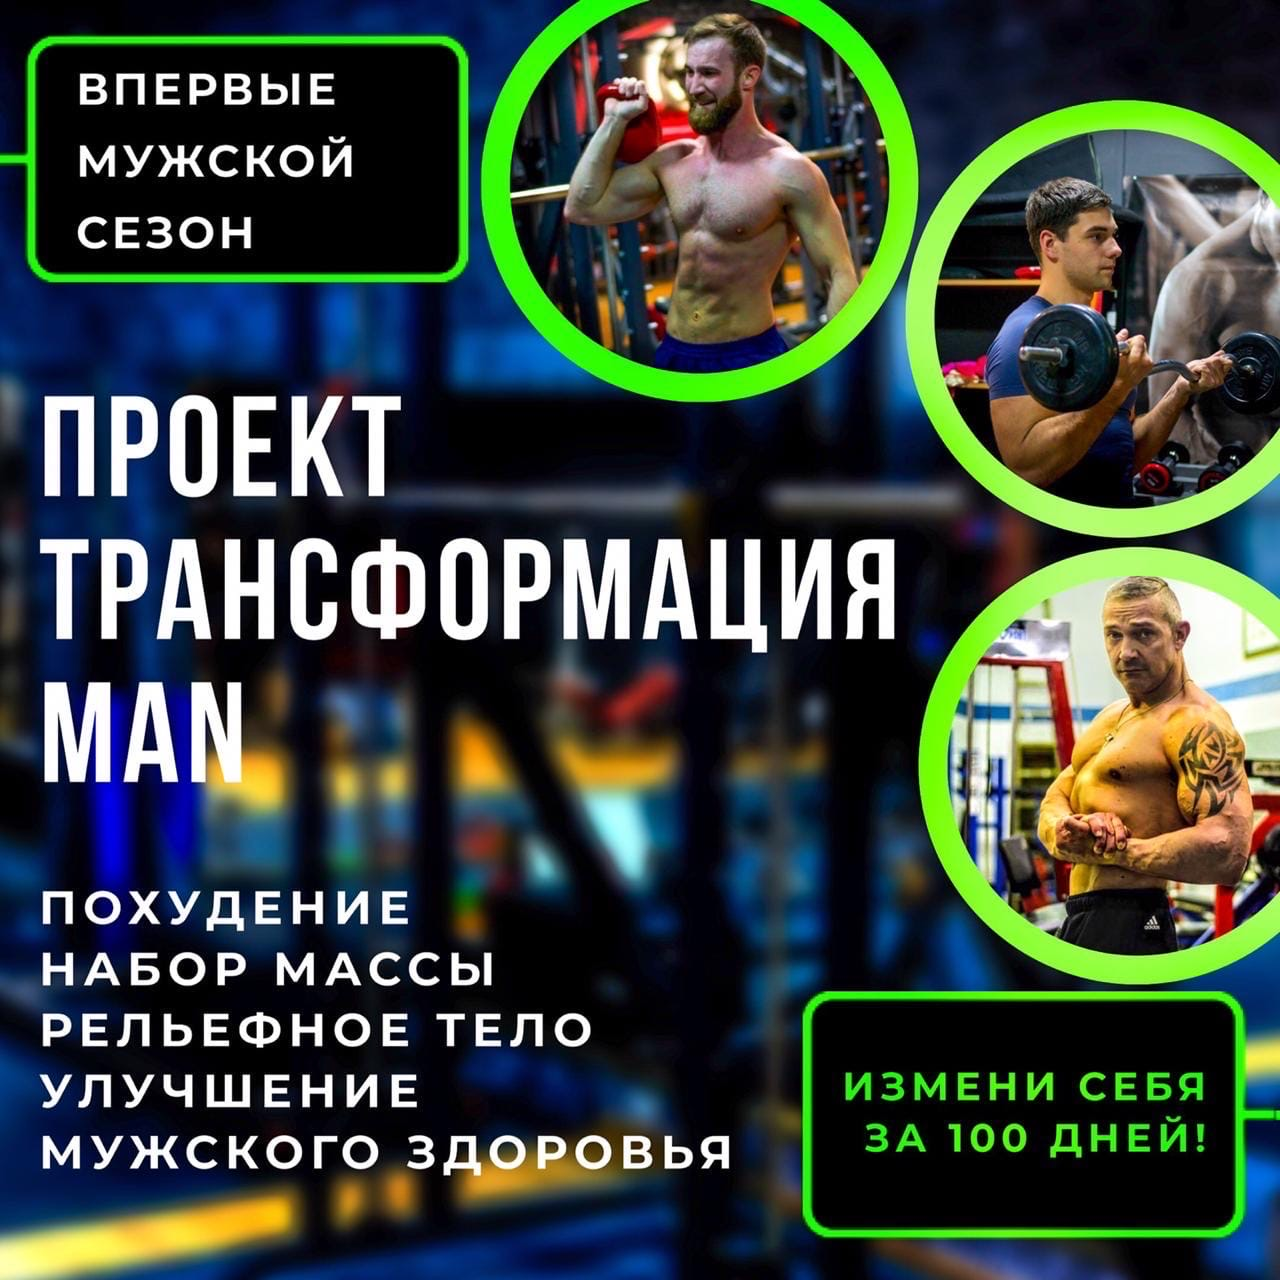 ВПЕРВЫЕ
МУЖСКОЙ
СЕЗОН
ПРОЕКТ
ТРАНСФОРМАЦИЯ
MAN
ПОХУДЕНИЕ
НАБОР МАССЫ
РЕЛЬЕФНОЕ ТЕЛО
УЛУЧШЕНИЕ
МУЖСКОГО ЗДОРОВЬЯ
ИЗМЕНИ СЕБЯ
ЗА 100 ДНЕЙ!
adidas